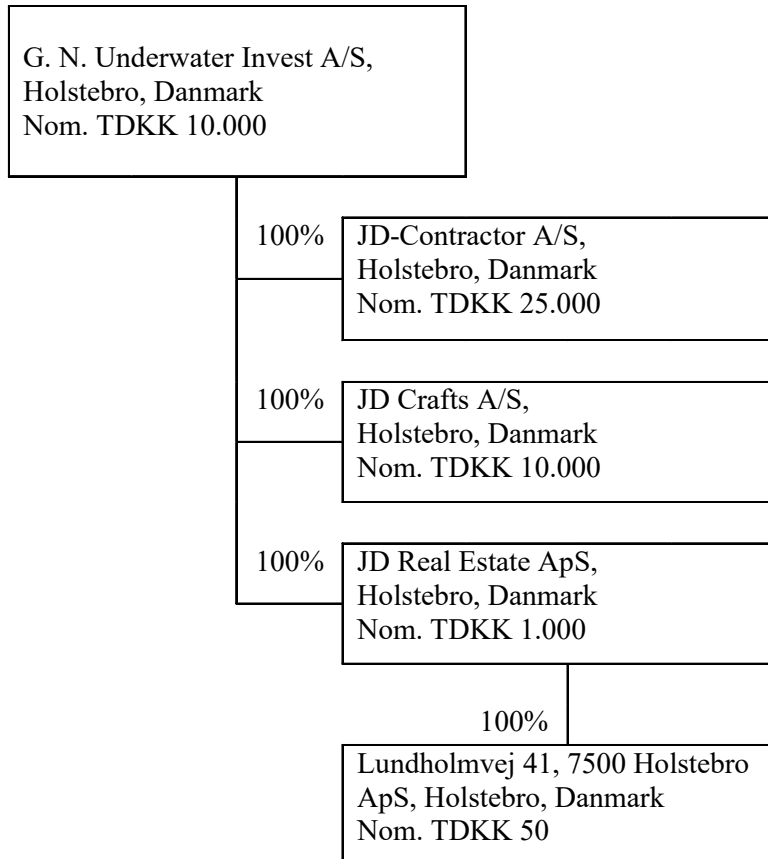 G. N. Underwater Invest A/S,
Holstebro, Danmark
Nom. TDKK 10.000
100%
JD-Contractor A/S,
Holstebro, Danmark
Nom. TDKK 25.000
100%
JD Crafts A/S,
Holstebro, Danmark
Nom. TDKK 10.000
100%
JD Real Estate ApS,
Holstebro, Danmark
Nom. TDKK 1.000
100%
Lundholmvej 41, 7500 Holstebro
ApS, Holstebro, Danmark
Nom. TDKK 50